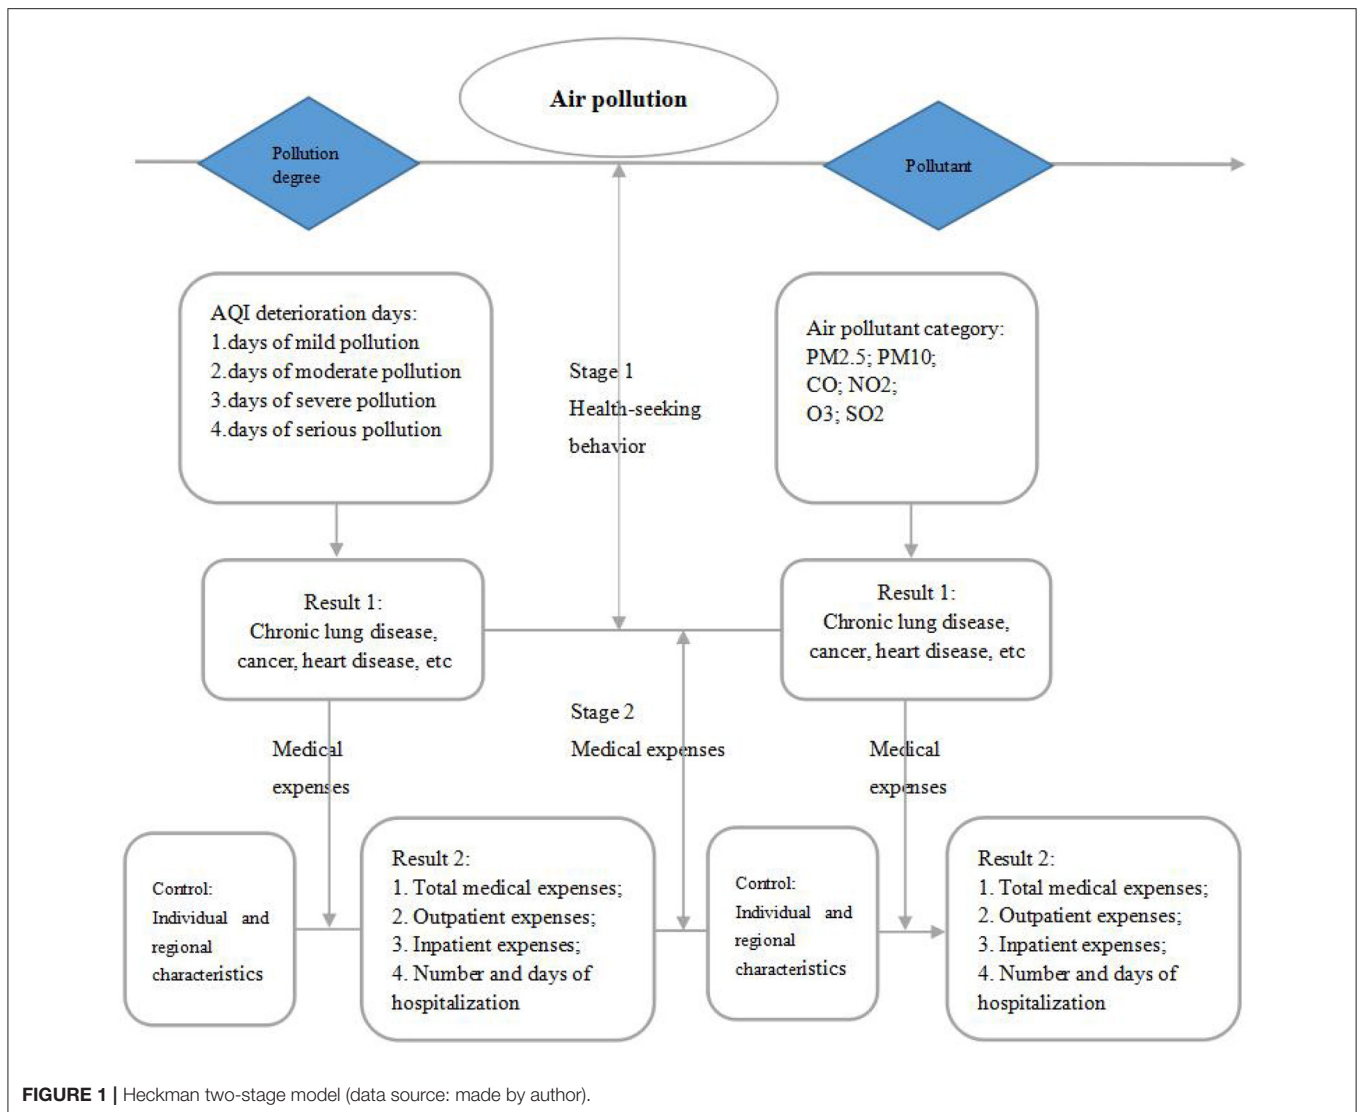 Air pollution
Pollution
degree
Pollutant
AQI deterioration days:
1.days of mild pollution
2.days of moderate pollution
3.days of severe pollution
4.days of serious pollution
Stage 1
Health-seeking
behavior
Air pollutant category:
PM2.5; PM10;
CO; NO2;
O3; SO2
Result 1:
Chronic lung disease,
cancer, heart disease, etc
Result 1:
Chronic lung disease,
cancer, heart disease, etc
Medical
expenses
Stage 2
Medical expenses
Medical
expenses
Control:
Individual and
regional
characteristics
Result 2:
1. Total medical expenses;
2. Outpatient expenses;
3. Inpatient expenses;
4. Number and days of
hospitalization
Control:
Individual and
regional
characteristics
Result 2:
1. Total medical expenses;
2. Outpatient expenses;
3. Inpatient expenses;
4. Number and days of
hospitalization
FIGURE 1 | Heckman two-stage model (data source: made by author).